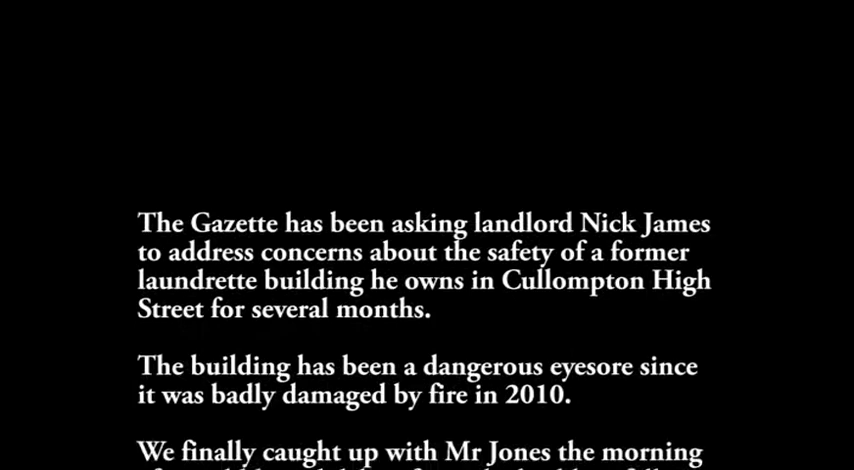 The Gazette has been asking landlord Nick James
to address concerns about the safety of a former
laundrette building he owns in Cullompton High
Street for several months.
The building has been a dangerous eyesore since
it was badly damaged by fire in 2010.
We finally caught up with Mr Jones the morning